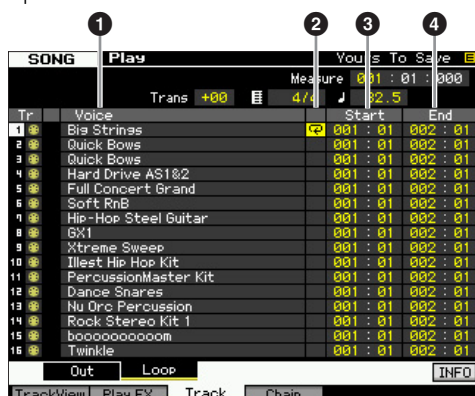 1 2 3 4
SONG Play Yours To Save
Measure 001 : 01 : 000
Trans +00 4/4 82.5
Tr Voice Start End
1 Big Strings 001 : 01 002 : 01
2 Quick Bows 001 : 01 002 : 01
3 Quick Bows 001 : 01 002 : 01
4 Hard Drive AS1&2 001 : 01 002 : 01
5 Full Concert Grand 001 : 01 002 : 01
6 Soft RnB 001 : 01 002 : 01
7 Hip-Hop Steel Guitar 001 : 01 002 : 01
8 GX1 001 : 01 002 : 01
9 Xtreme Sweep 001 : 01 002 : 01
10 Illest Hip Hop Kit 001 : 01 002 : 01
11 PercussionMaster Kit 001 : 01 002 : 01
12 Dance Snares 001 : 01 002 : 01
13 Nu Orc Percussion 001 : 01 002 : 01
14 Rock Stereo Kit 1 001 : 01 002 : 01
15 booooooooom 001 : 01 002 : 01
16 Twinkle 001 : 01 002 : 01
Out Loop INFO
TrackView Play FX Track Chain